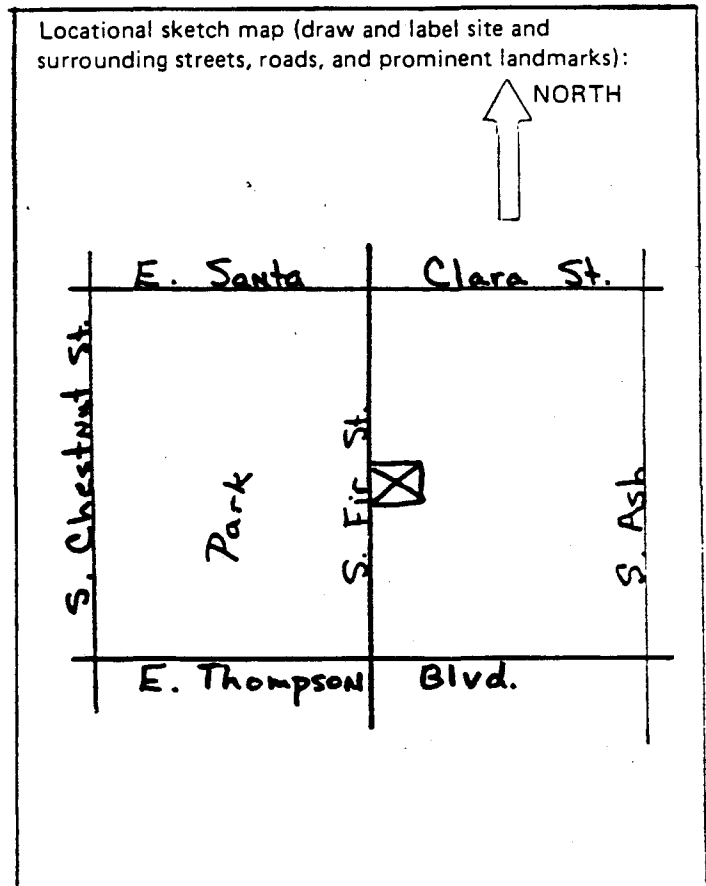 Locational sketch map (draw and label site and
surrounding streets, roads, and prominent landmarks):
NORTH
E. Santa Clara St.
S. Chestnut St.
Park
S. Fir St.
S. Ash
E. Thompson Blvd.